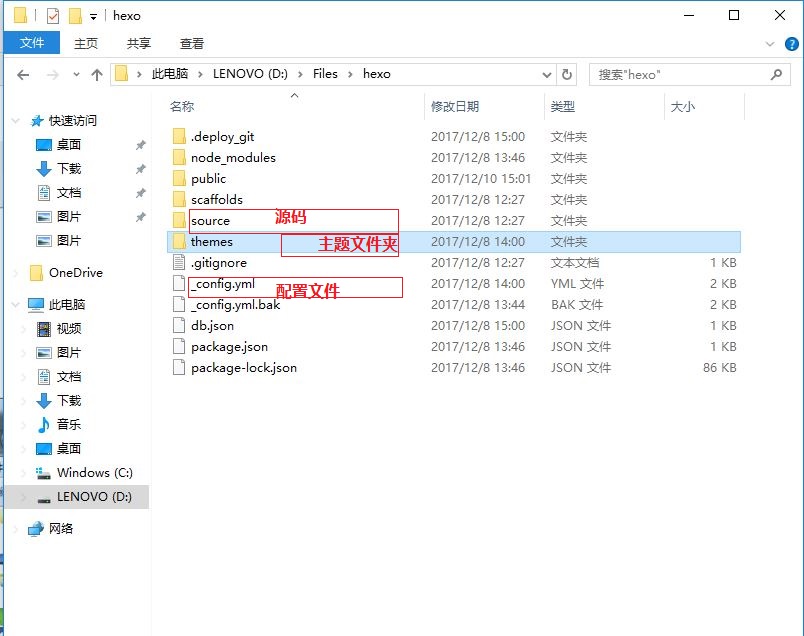 hexo
文件 主页 共享 查看
此电脑 LENOVO (D:) Files hexo 搜索"hexo"
名称 修改日期 类型 大小
快速访问
桌面
下载
文档
图片
图片
OneDrive
此电脑
视频
图片
文档
下载
音乐
桌面
Windows (C:)
LENOVO (D:)
网络
.deploy_git 2017/12/8 15:00 文件夹
node_modules 2017/12/8 13:46 文件夹
public 2017/12/10 15:01 文件夹
scaffolds 2017/12/8 12:27 文件夹
source 源码 2017/12/8 12:27 文件夹
themes 主题文件夹 2017/12/8 14:00 文件夹
.gitignore 2017/12/8 12:27 文本文档 1 KB
_config.yml 配置文件 2017/12/8 14:00 YML 文件 2 KB
_config.yml.bak 2017/12/8 13:44 BAK 文件 2 KB
db.json 2017/12/8 15:00 JSON 文件 1 KB
package.json 2017/12/8 13:46 JSON 文件 1 KB
package-lock.json 2017/12/8 13:46 JSON 文件 86 KB